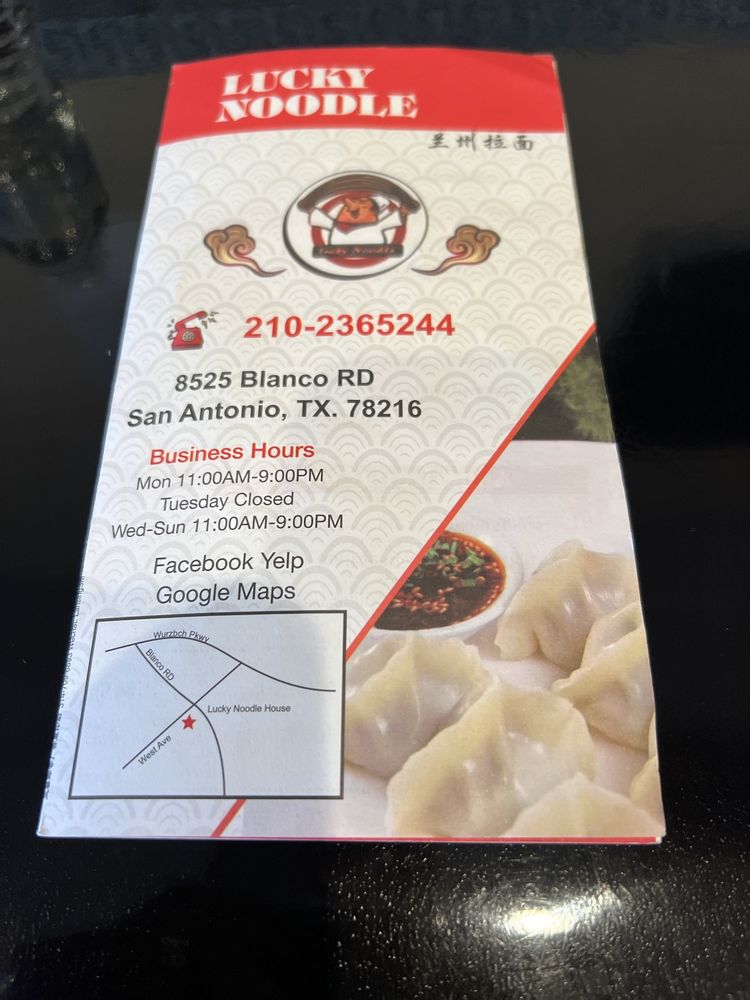 LUCKY
NOODLE
兰州拉面
Lucky Noodle
210-2365244
8525 Blanco RD
San Antonio, TX. 78216
Business Hours
Mon 11:00AM-9:00PM
Tuesday Closed
Wed-Sun 11:00AM-9:00PM
Facebook Yelp
Google Maps
Wurzbch Pkwy
Blanco RD
Lucky Noodle House
West Ave